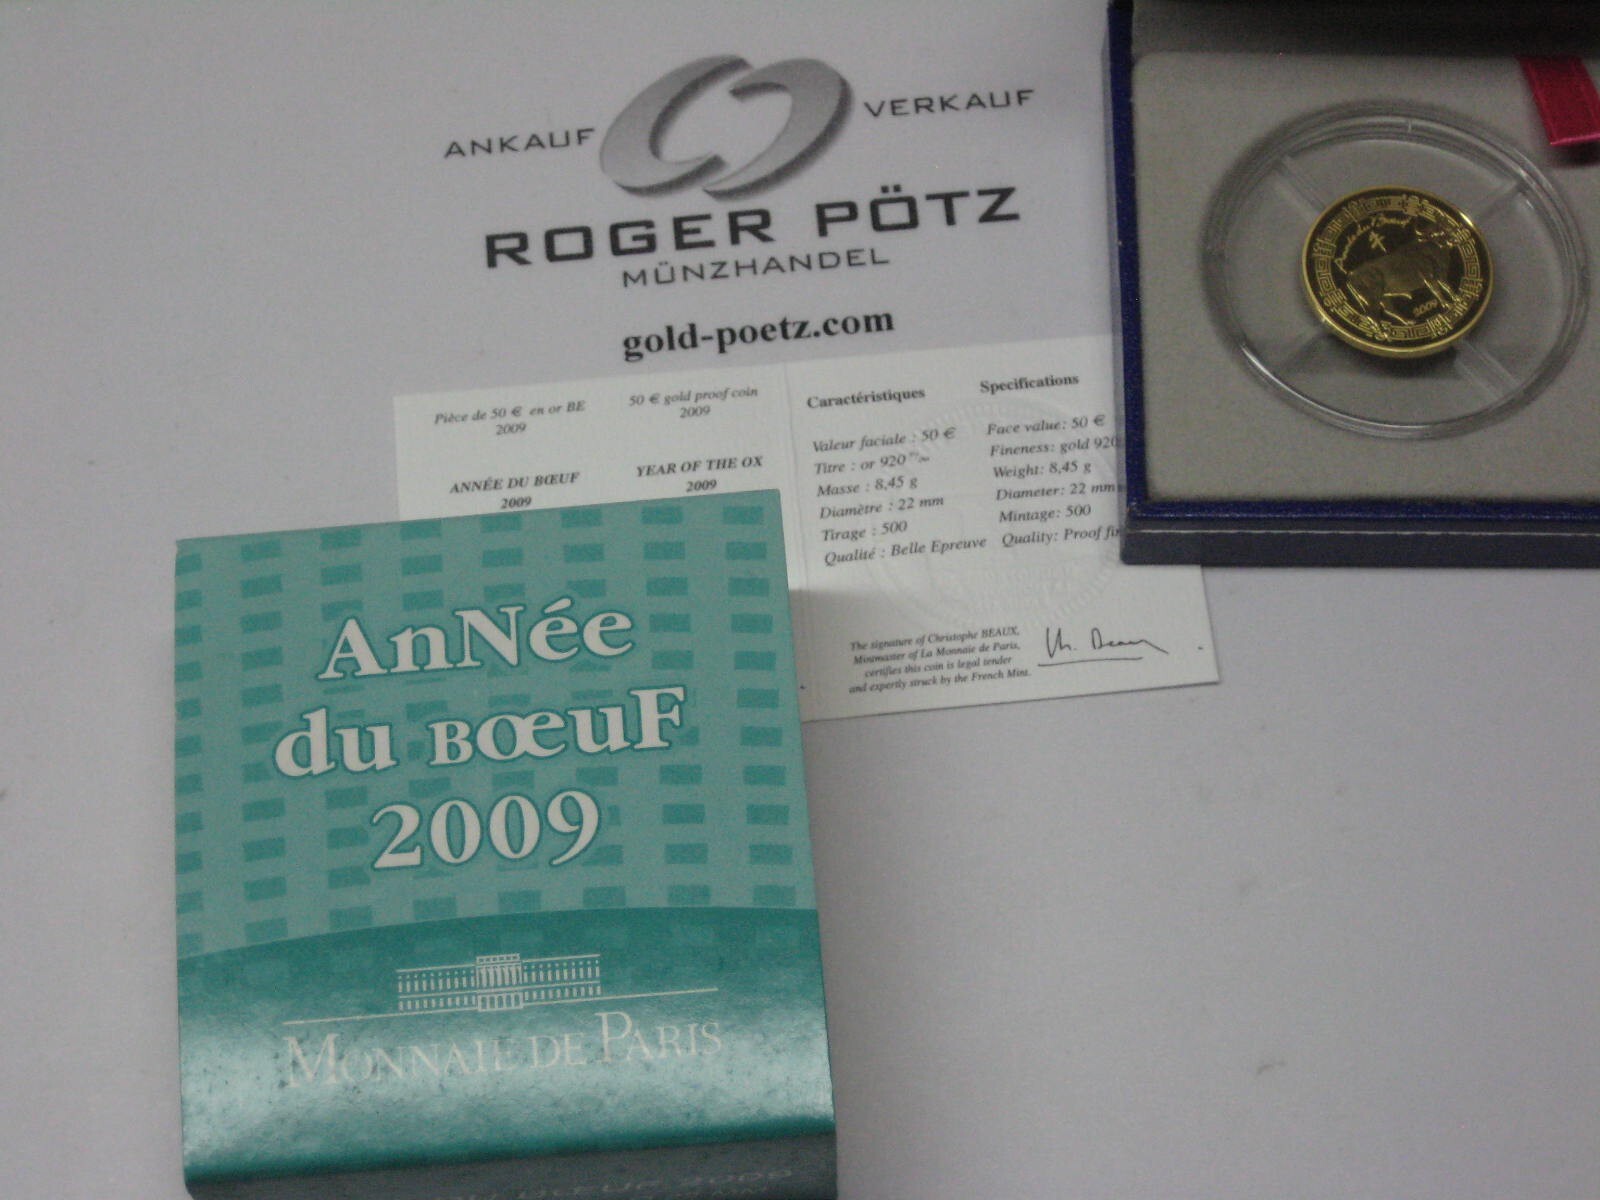 ANKAUF VERKAUF
ROGER PÖTZ
MÜNZHANDEL
gold-poetz.com
Pièce de 50 € en or BE
2009
ANNÉE DU BŒUF
2009
50 € gold proof coin
2009
YEAR OF THE OX
2009
Caractéristiques
Valeur faciale : 50 €
Titre : or 920
Masse : 8,45 g
Diamètre : 22 mm
Tirage : 500
Qualité : Belle Epreuve
Specifications
Face value: 50 €
Fineness: gold 920
Weight: 8,45 g
Diameter: 22 mm
Mintage: 500
Quality: Proof
The signature of Christophe BEAUX,
Mintmaster of La Monnaie de Paris,
certifies this coin is legal tender
and expertly struck by the French Mint.
Année du Bœuf
牛
2009
AnNée
du BœuF
2009
MONNAIE DE PARIS